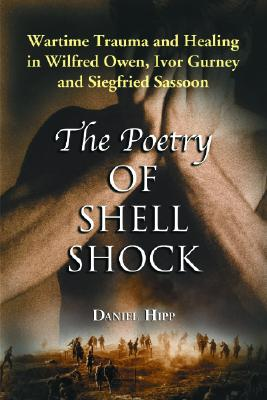 Wartime Trauma and Healing
in Wilfred Owen, Ivor Gurney
and Siegfried Sassoon
The Poetry
OF
SHELL
SHOCK
DANIEL HIPP